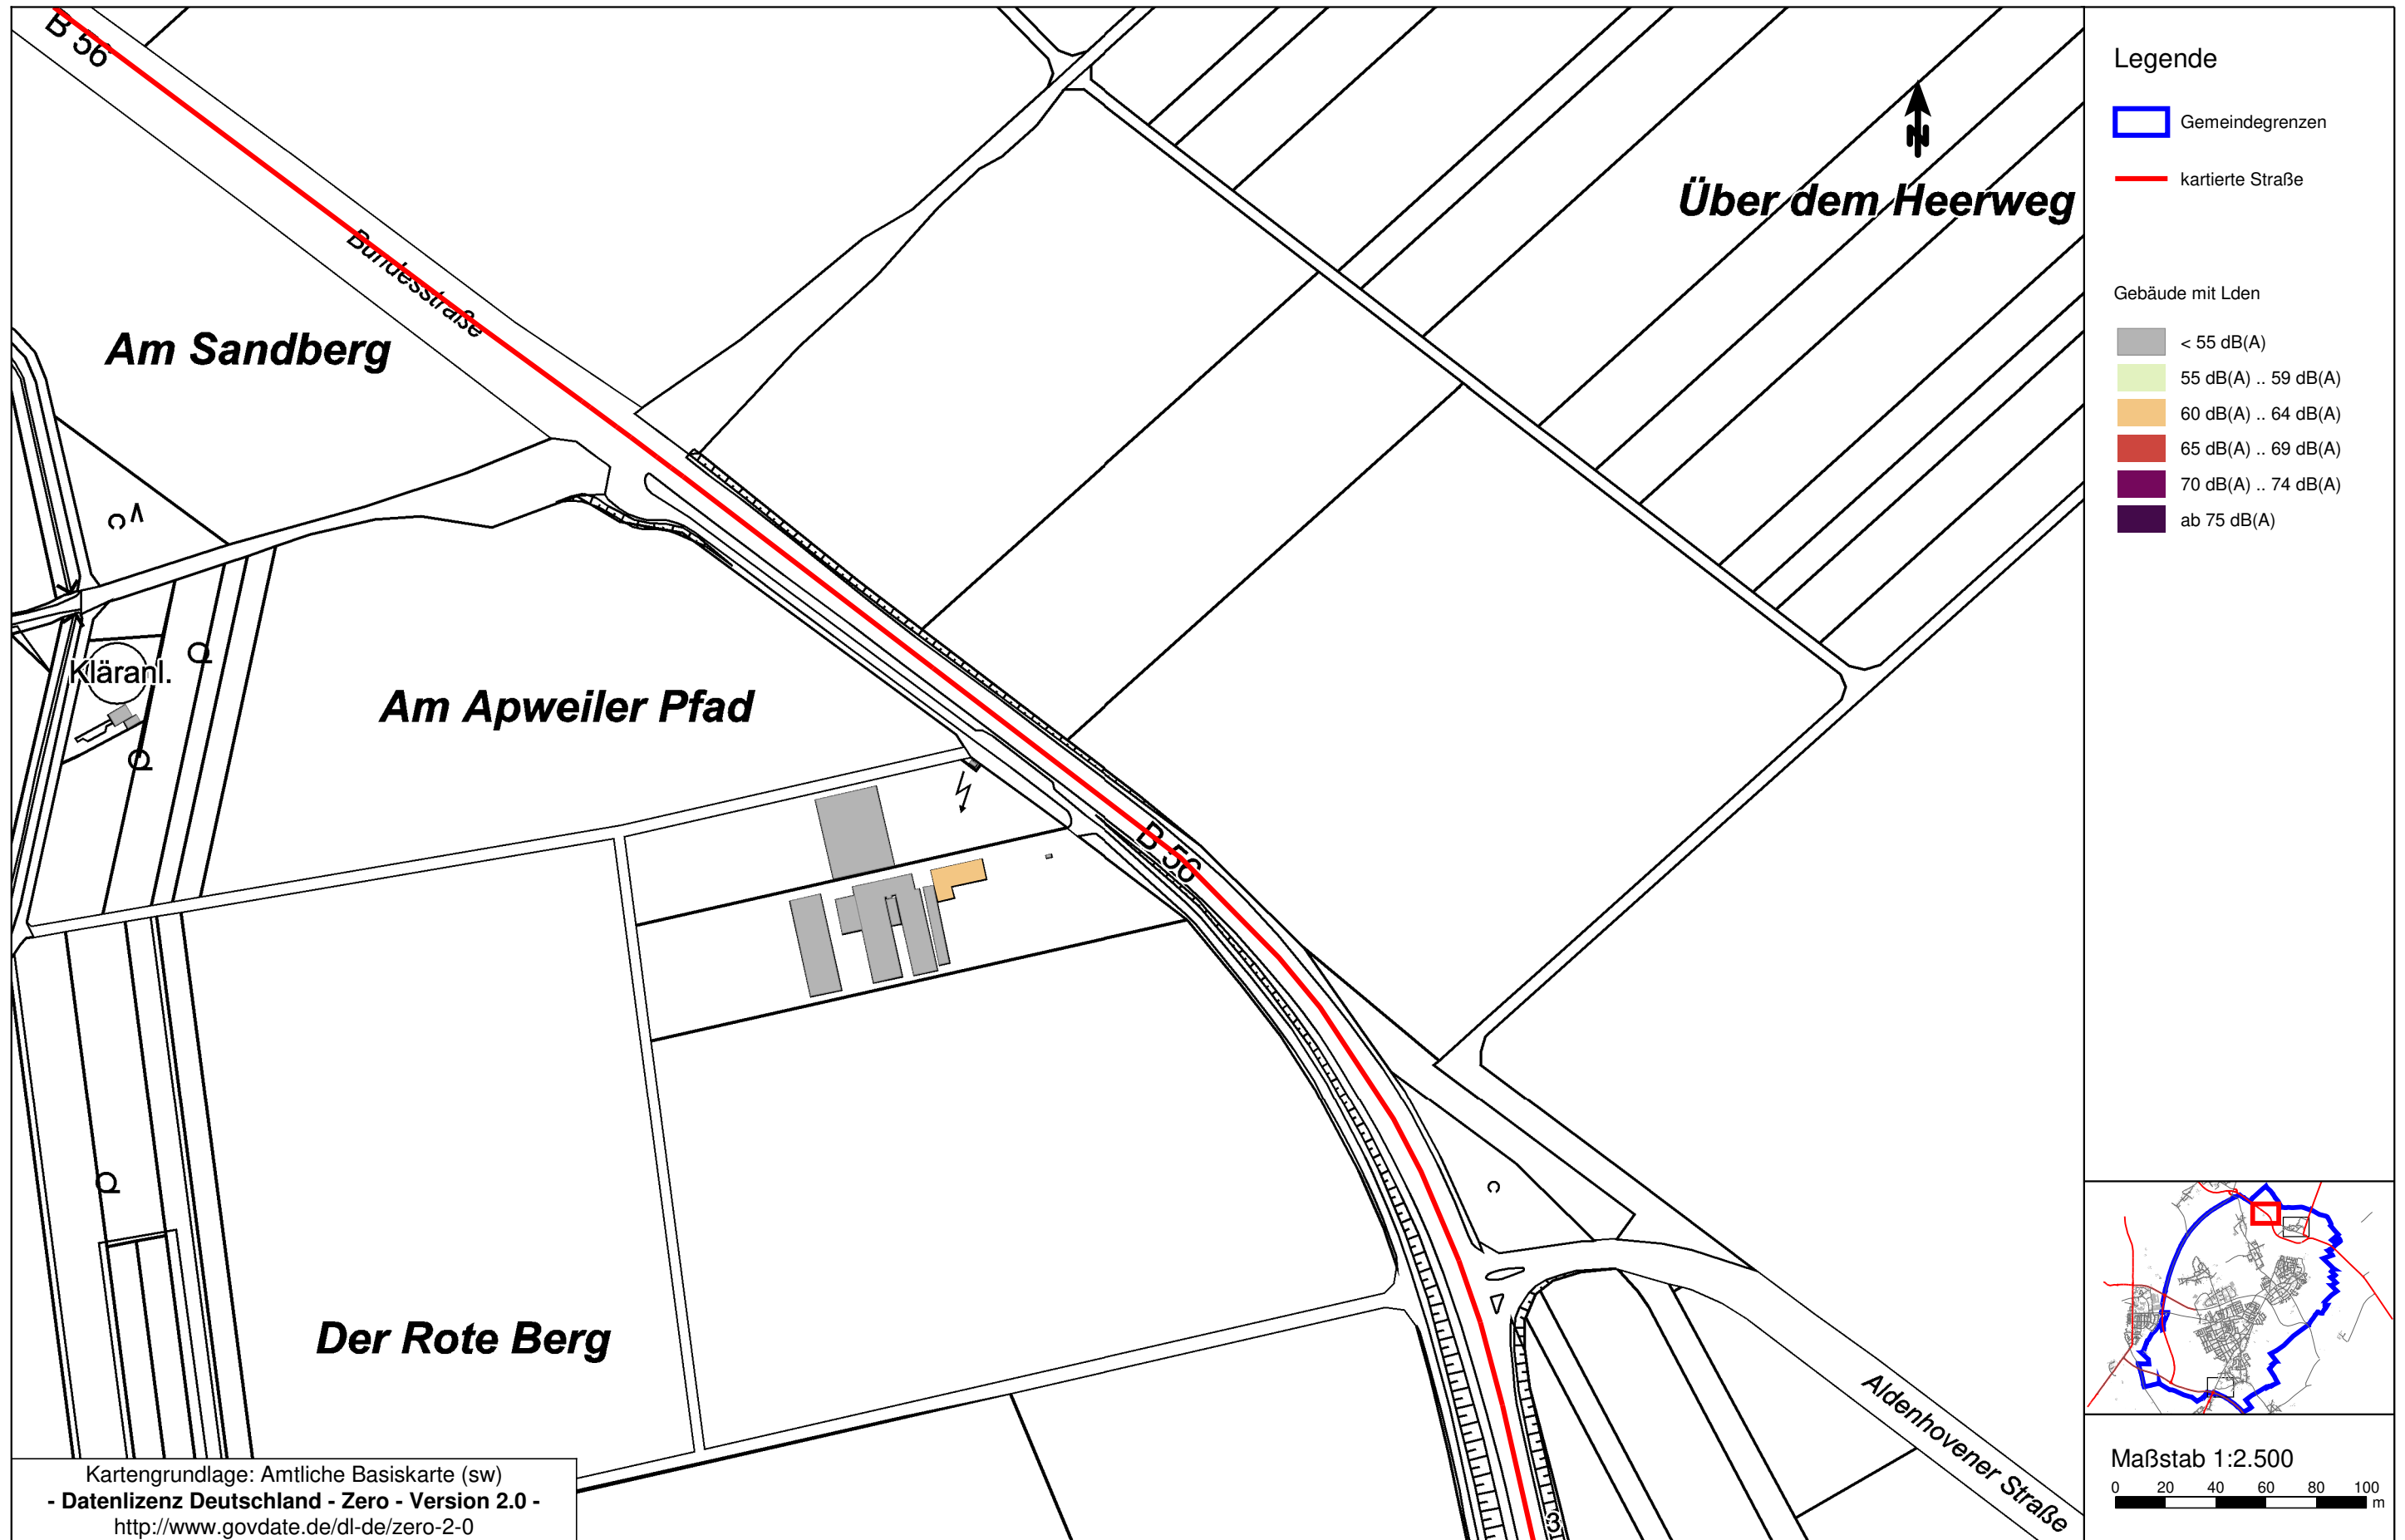 B 56
Bundesstraße
Über dem Heerweg
N
Am Sandberg
Kläranl.
Am Apweiler Pfad
B 56
Der Rote Berg
Aldenhovener Straße
3
Kartengrundlage: Amtliche Basiskarte (sw)
- Datenlizenz Deutschland - Zero - Version 2.0 -
http://www.govdate.de/dl-de/zero-2-0
Legende
Gemeindegrenzen
kartierte Straße
Gebäude mit Lden
< 55 dB(A)
55 dB(A) .. 59 dB(A)
60 dB(A) .. 64 dB(A)
65 dB(A) .. 69 dB(A)
70 dB(A) .. 74 dB(A)
ab 75 dB(A)
Maßstab 1:2.500
0 20 40 60 80 100
m